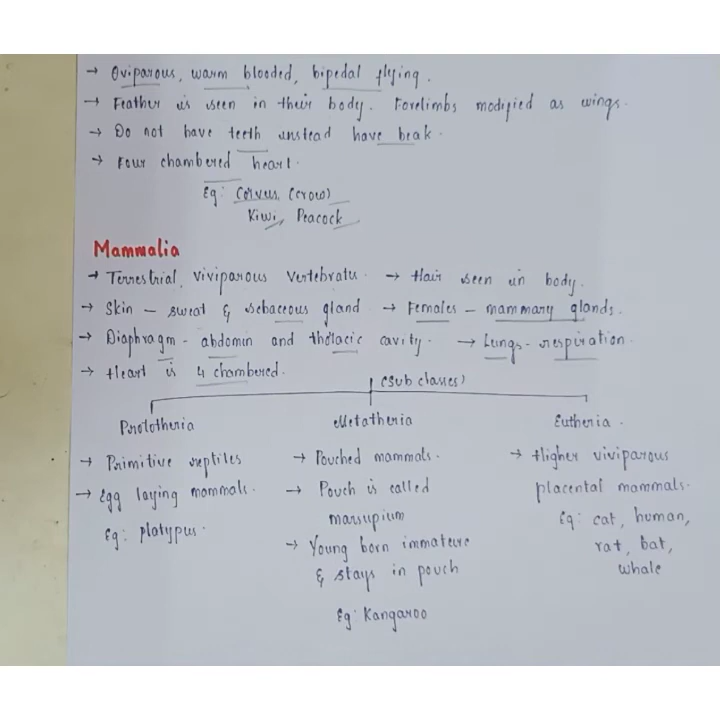 → Oviparous, warm blooded, bipedal flying.
→ Feather is seen in their body. Forelimbs modified as wings.
→ Do not have teeth instead have beak.
→ Four chambered heart.
Eg: Corvus (crow)
Kiwi, Peacock
Mammalia
→ Terrestrial, viviparous vertebrate. → Hair seen in body.
→ Skin - sweat & sebaceous gland → Females - mammary glands.
→ Diaphragm - abdomin and thoracic cavity. → Lungs - respiration.
→ Heart is 4 chambered.
(Sub classes)
Prototheria
→ Primitive reptiles
→ Egg laying mammals.
Eg: platypus.
Metatheria
→ Pouched mammals.
→ Pouch is called
marsupium
→ Young born immature
& stays in pouch
Eg: Kangaroo
Eutheria.
→ Higher viviparous
placental mammals.
Eg: cat, human,
rat, bat,
whale